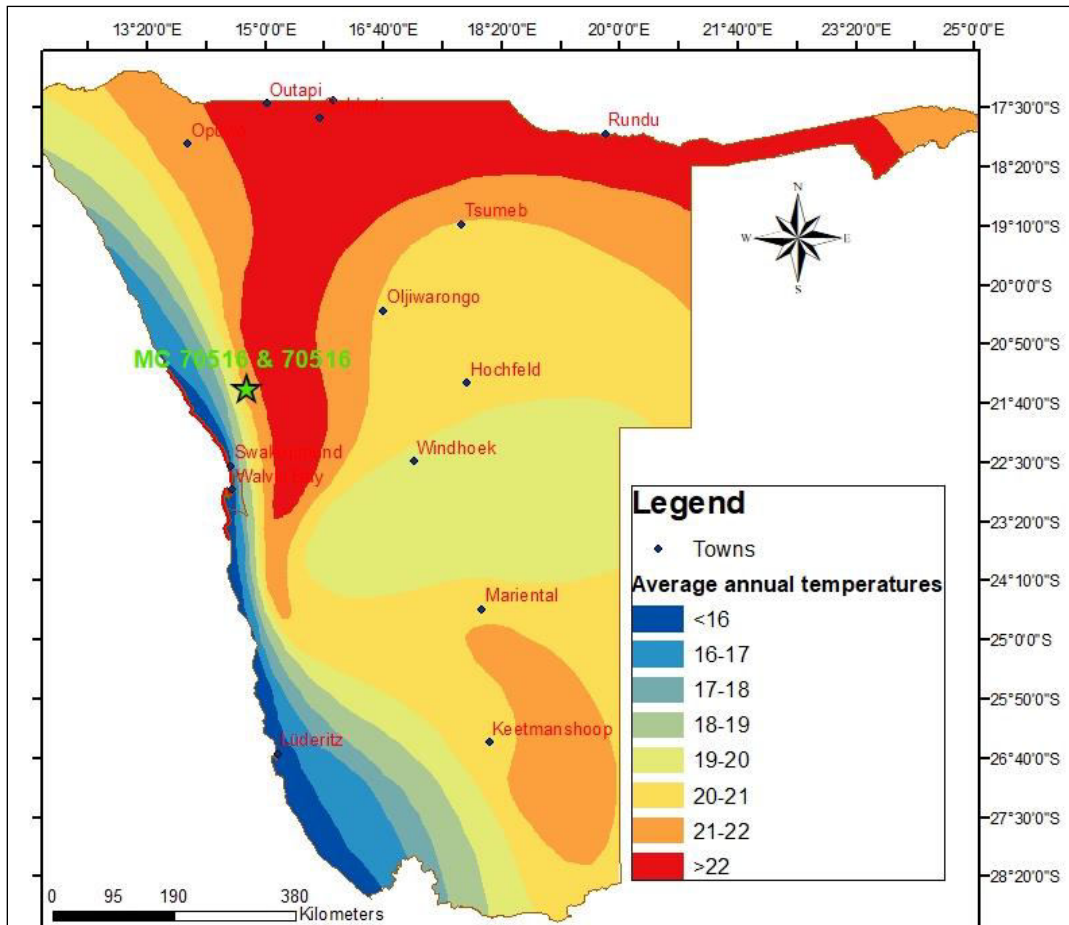 13°20'0"E 15°0'0"E 16°40'0"E 18°20'0"E 20°0'0"E 21°40'0"E 23°20'0"E 25°0'0"E
Outapi
Rundu
Tsumeb
Oljiwarongo
MC 70516 & 70516
Hochfeld
Windhoek
Mariental
Keetmanshoop
Lüderitz
N
W E
S
17°30'0"S
18°20'0"S
19°10'0"S
20°0'0"S
20°50'0"S
21°40'0"S
22°30'0"S
23°20'0"S
24°10'0"S
25°0'0"S
25°50'0"S
26°40'0"S
27°30'0"S
28°20'0"S
Legend
Towns
Average annual temperatures
<16
16-17
17-18
18-19
19-20
20-21
21-22
>22
0 95 190 380
Kilometers